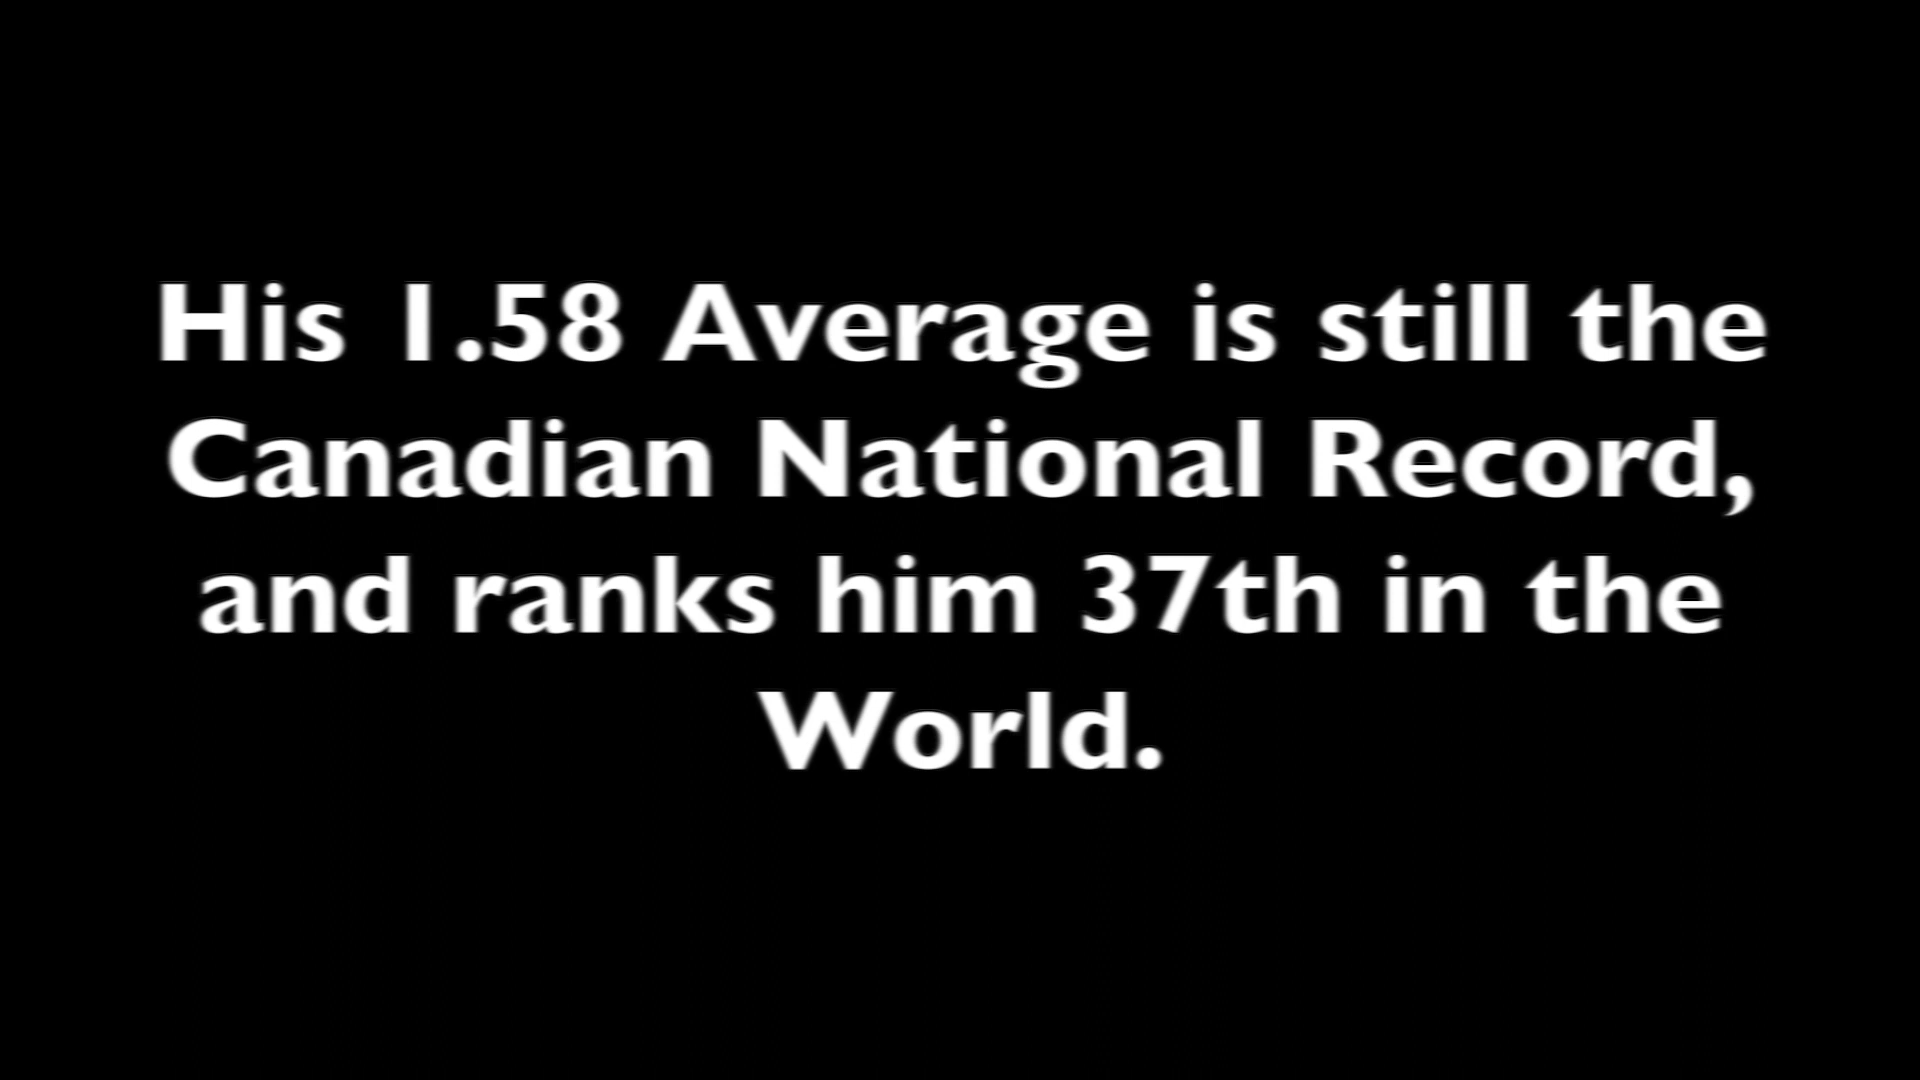 His 1.58 Average is still the
Canadian National Record,
and ranks him 37th in the
World.